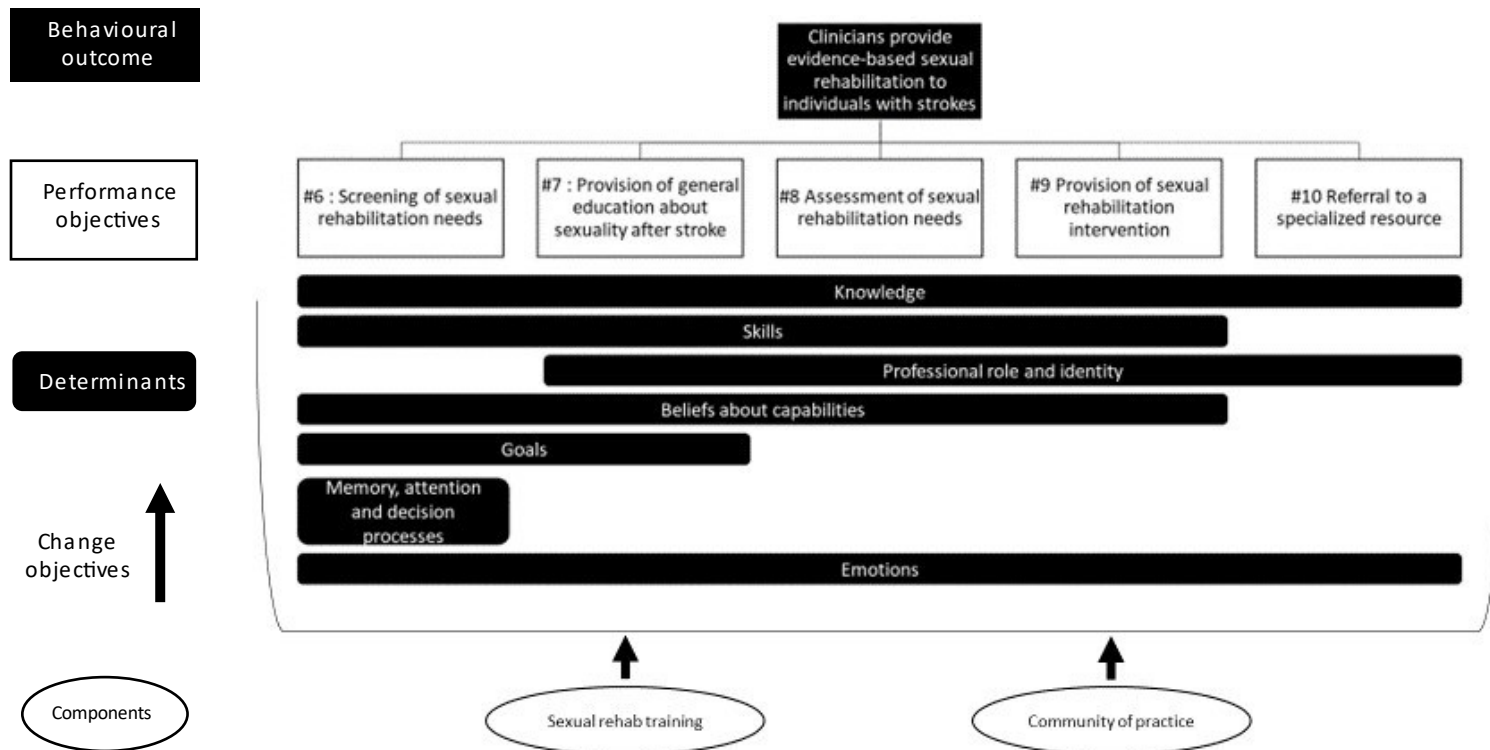 Behavioural
outcome
Clinicians provide
evidence-based sexual
rehabilitation to
individuals with strokes
Performance
objectives
#6 : Screening of sexual
rehabilitation needs
#7 : Provision of general
education about
sexuality after stroke
#8 Assessment of sexual
rehabilitation needs
#9 Provision of sexual
rehabilitation
intervention
#10 Referral to a
specialized resource
Determinants
Knowledge
Skills
Professional role and identity
Beliefs about capabilities
Goals
Memory, attention
and decision
processes
Emotions
Change
objectives
Components
Sexual rehab training
Community of practice